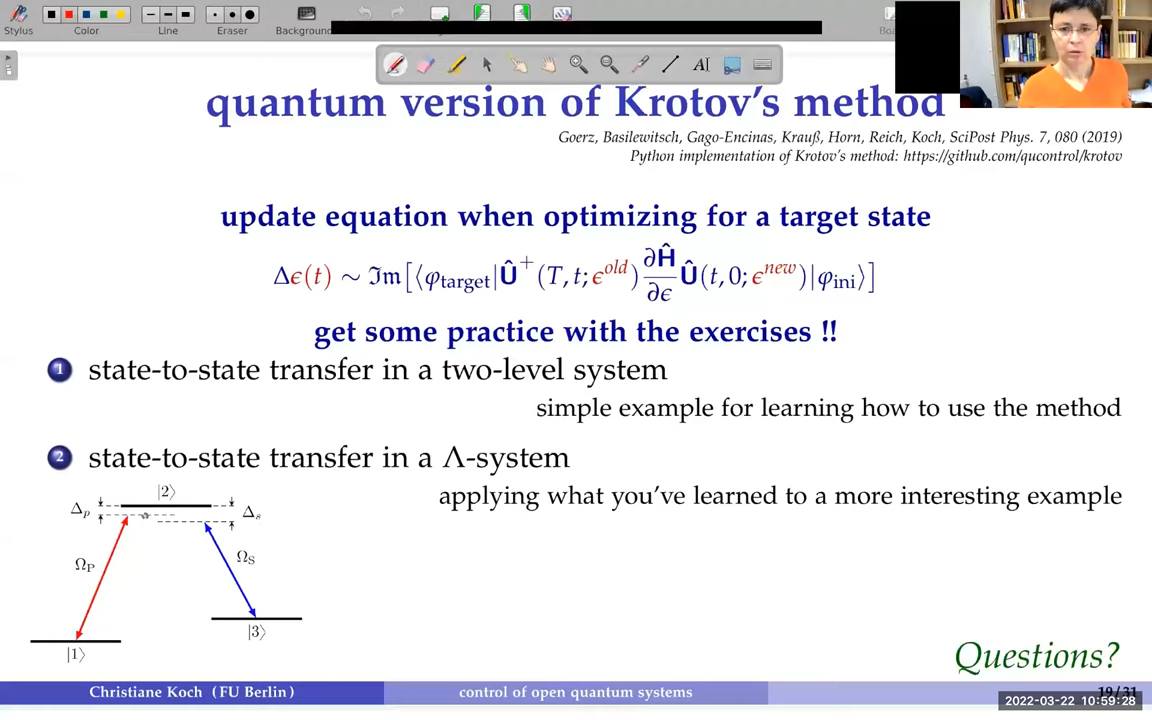 Stylus Color Line Eraser Background
quantum version of Krotov's method
Goerz, Basilewitsch, Gago-Encinas, Krauß, Horn, Reich, Koch, SciPost Phys. 7, 080 (2019)
Python implementation of Krotov's method: https://github.com/qucontrol/krotov
update equation when optimizing for a target state
Δϵ(t) ∼ ℑ𝔪[⟨φ_target|Û⁺(T, t; ϵ^old) ∂Ĥ/∂ϵ Û(t, 0; ϵ^new)|φ_ini⟩]
get some practice with the exercises !!
1 state-to-state transfer in a two-level system
simple example for learning how to use the method
2 state-to-state transfer in a Λ-system
applying what you've learned to a more interesting example
|2⟩
Δ_p
Δ_s
Ω_P
Ω_S
|3⟩
|1⟩
Questions?
Christiane Koch (FU Berlin) control of open quantum systems 19/31
2022-03-22 10:59:28